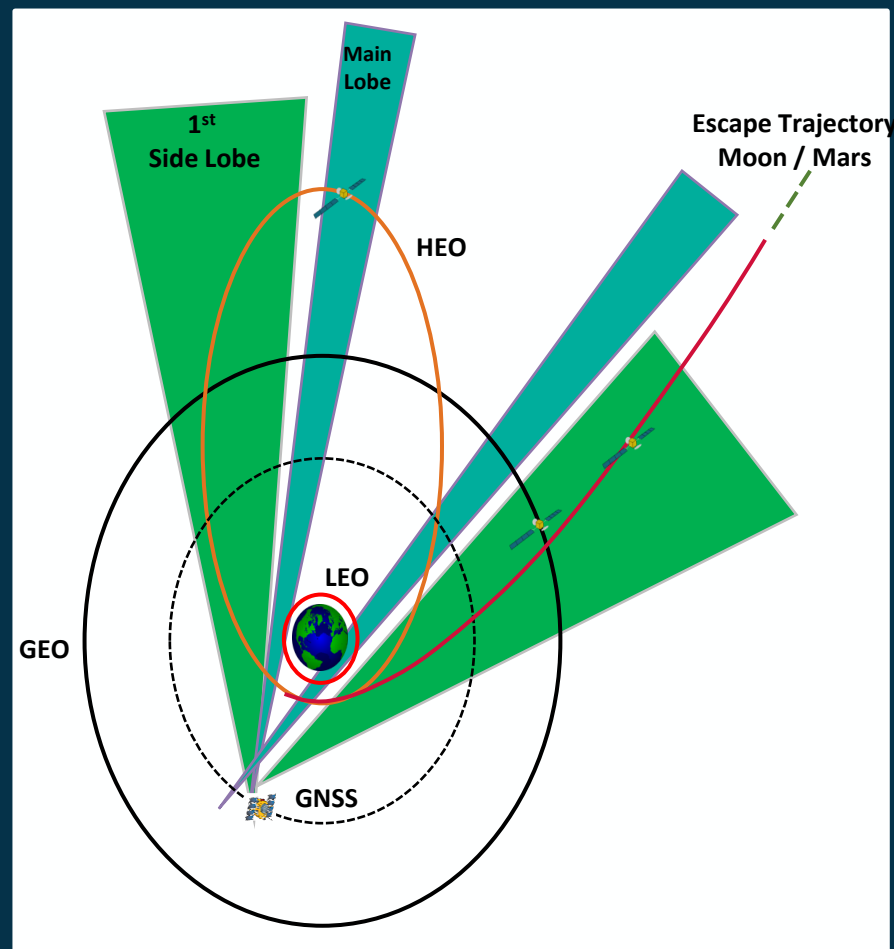 Main
Lobe
1st
Side Lobe
Escape Trajectory
Moon / Mars
HEO
LEO
GEO
GNSS